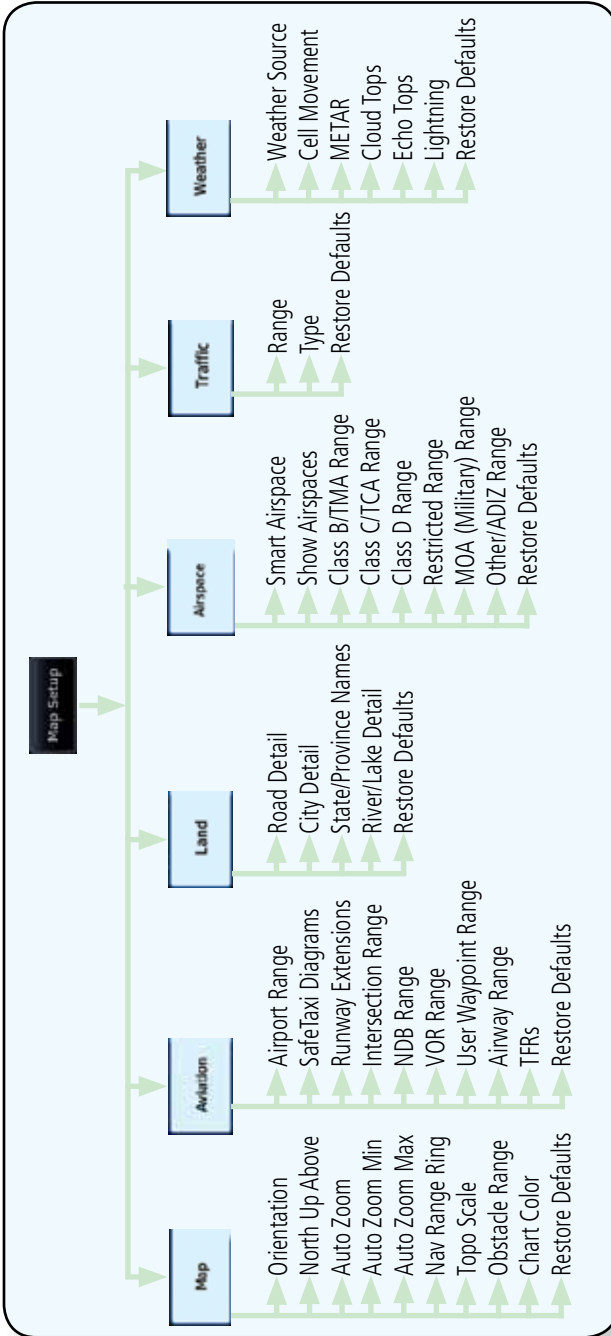 Map Setup
Map
Orientation
North Up Above
Auto Zoom
Auto Zoom Min
Auto Zoom Max
Nav Range Ring
Topo Scale
Obstacle Range
Chart Color
Restore Defaults
Aviation
Airport Range
SafeTaxi Diagrams
Runway Extensions
Intersection Range
NDB Range
VOR Range
User Waypoint Range
Airway Range
TFRs
Restore Defaults
Land
Road Detail
City Detail
State/Province Names
River/Lake Detail
Restore Defaults
Airspace
Smart Airspace
Show Airspaces
Class B/TMA Range
Class C/TCA Range
Class D Range
Restricted Range
MOA (Military) Range
Other/ADIZ Range
Restore Defaults
Traffic
Range
Type
Restore Defaults
Weather
Weather Source
Cell Movement
METAR
Cloud Tops
Echo Tops
Lightning
Restore Defaults